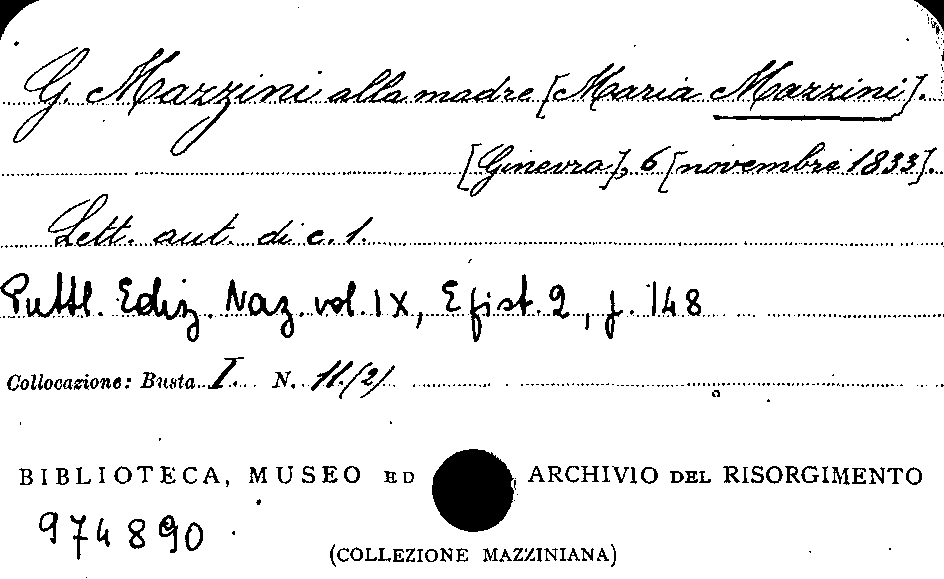 G. Mazzini alla madre [Maria Mazzini].
[Ginevra], 6 [novembre 1833].
Lett. aut. di c. 1.
Pubbl. Ediz. Naz. vol. IX, Epist. 2, p. 148
Collocazione: Busta I. N. 11.(2)
BIBLIOTECA, MUSEO ED ARCHIVIO DEL RISORGIMENTO
974890
(COLLEZIONE MAZZINIANA)